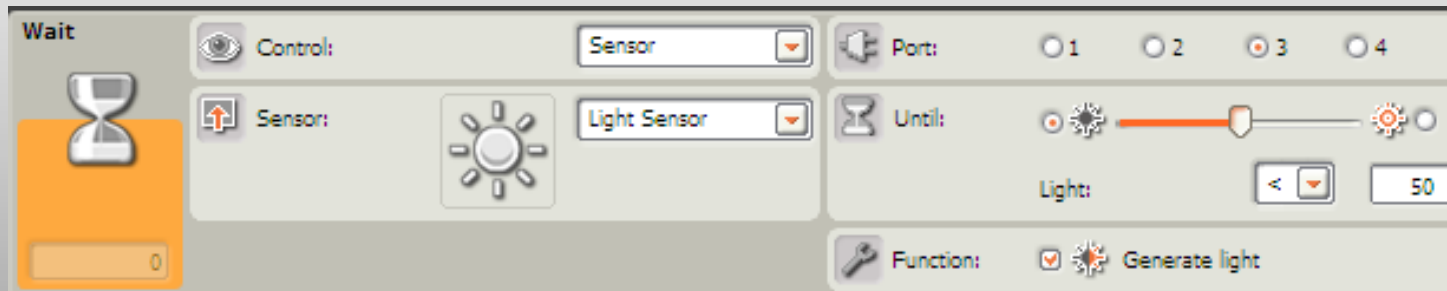 Wait
Control:
Sensor
Port:
1 2 3 4
Sensor:
Light Sensor
Until:
Light:
< 50
0
Function:
Generate light